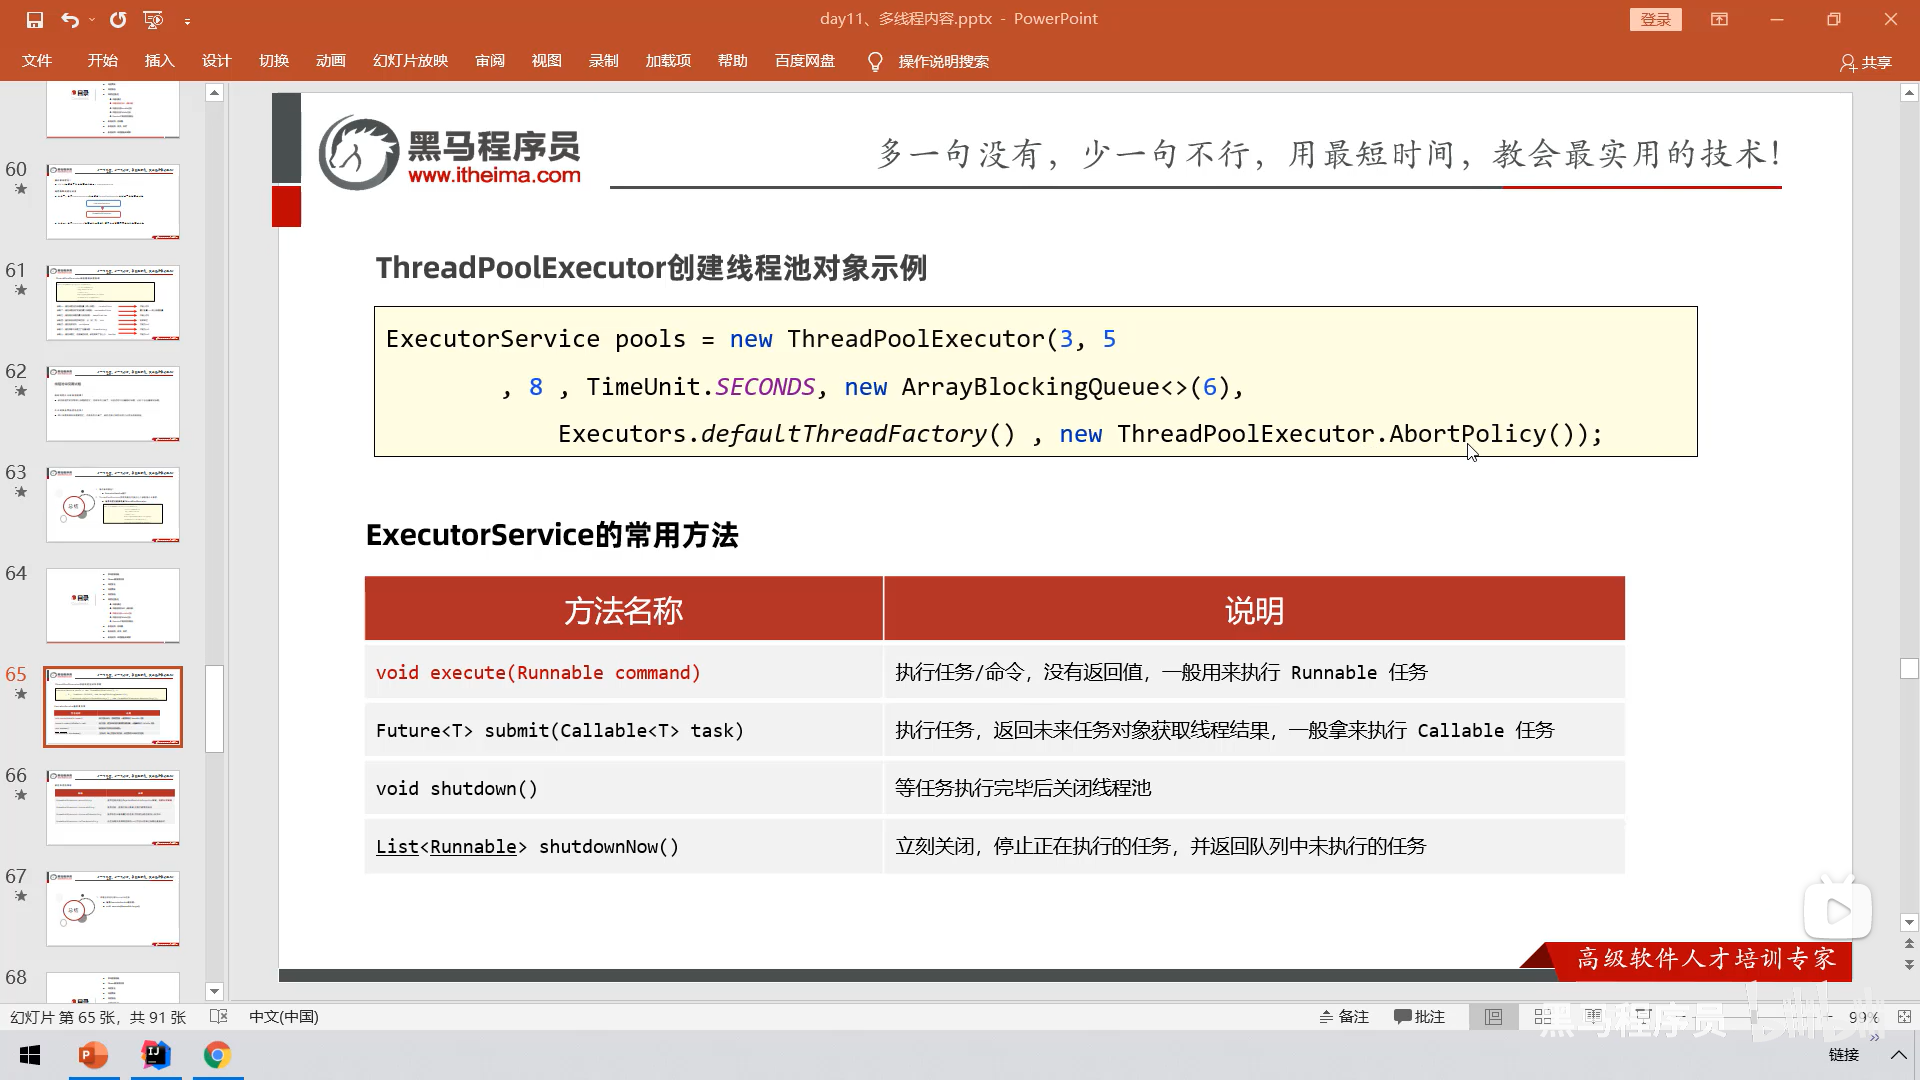 day11、多线程内容.pptx - PowerPoint
登录
文件 开始 插入 设计 切换 动画 幻灯片放映 审阅 视图 录制 加载项 帮助 百度网盘 操作说明搜索
共享
60
61
62
63
64
65
66
67
68
黑马程序员
www.itheima.com
多一句没有，少一句不行，用最短时间，教会最实用的技术！
ThreadPoolExecutor创建线程池对象示例
ExecutorService pools = new ThreadPoolExecutor(3, 5
, 8 , TimeUnit.SECONDS, new ArrayBlockingQueue<>(6),
Executors.defaultThreadFactory() , new ThreadPoolExecutor.AbortPolicy());
ExecutorService的常用方法
方法名称 说明
void execute(Runnable command) 执行任务/命令，没有返回值，一般用来执行 Runnable 任务
Future<T> submit(Callable<T> task) 执行任务，返回未来任务对象获取线程结果，一般拿来执行 Callable 任务
void shutdown() 等任务执行完毕后关闭线程池
List<Runnable> shutdownNow() 立刻关闭，停止正在执行的任务，并返回队列中未执行的任务
高级软件人才培训专家
幻灯片 第 65 张，共 91 张 中文(中国) 备注 批注 99%
黑马程序员 bilibili
链接